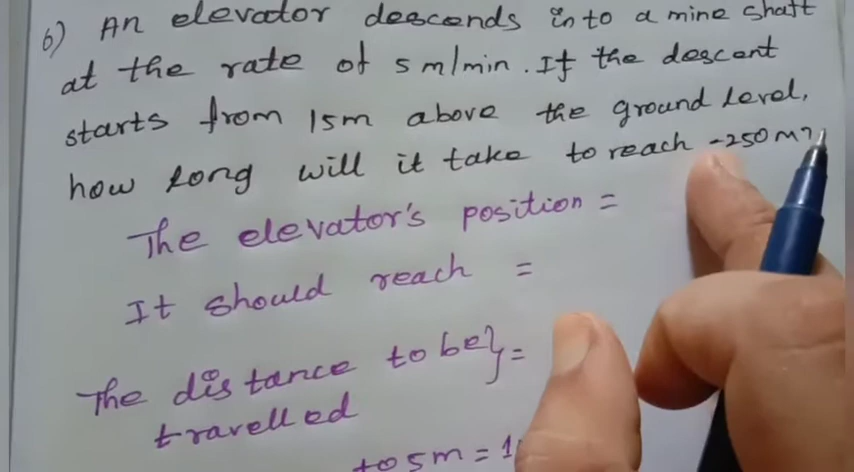 6) An elevator descends into a mine shaft
at the rate of 5 m/min. If the descent
starts from 15m above the ground level,
how long will it take to reach -250 m?
The elevator's position =
It should reach =
The distance to be} =
travelled
to 5m =